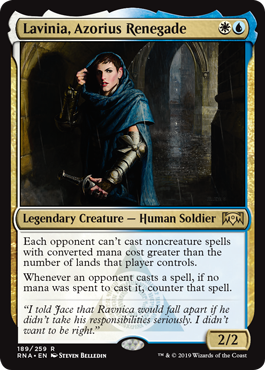 Lavinia, Azorius Renegade
Legendary Creature — Human Soldier
Each opponent can't cast noncreature spells
with converted mana cost greater than the
number of lands that player controls.
Whenever an opponent casts a spell, if no
mana was spent to cast it, counter that spell.
"I told Jace that Ravnica would fall apart if he
didn't take his responsibilities seriously. I didn't
want to be right."
2/2
189/259 R
RNA • EN Steven Belledin
™ & © 2019 Wizards of the Coast